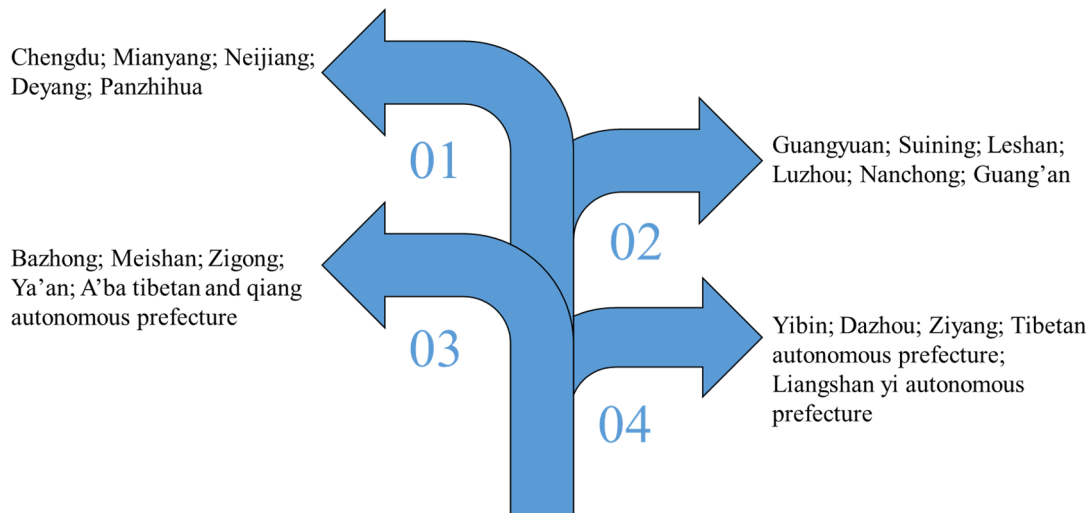 Chengdu; Mianyang; Neijiang;
Deyang; Panzhihua
01
Guangyuan; Suining; Leshan;
Luzhou; Nanchong; Guang’an
02
Bazhong; Meishan; Zigong;
Ya’an; A’ba tibetan and qiang
autonomous prefecture
03
Yibin; Dazhou; Ziyang; Tibetan
autonomous prefecture;
Liangshan yi autonomous
prefecture
04